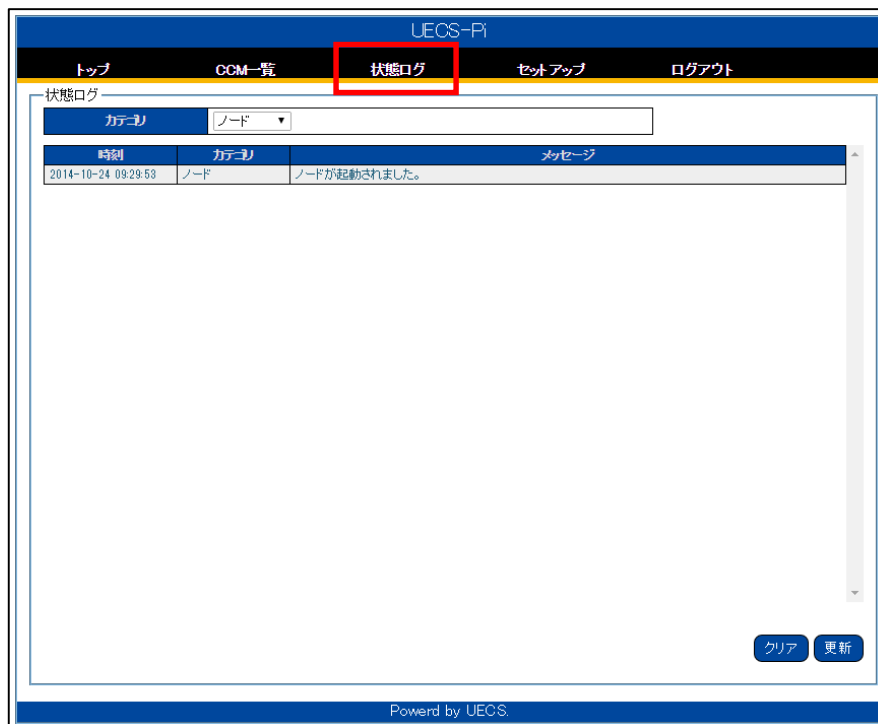 UECS-Pi
トップ CCM一覧 状態ログ セットアップ ログアウト
状態ログ
カテゴリ ノード
時刻 カテゴリ メッセージ
2014-10-24 09:29:53 ノード ノードが起動されました。
クリア 更新
Powerd by UECS.